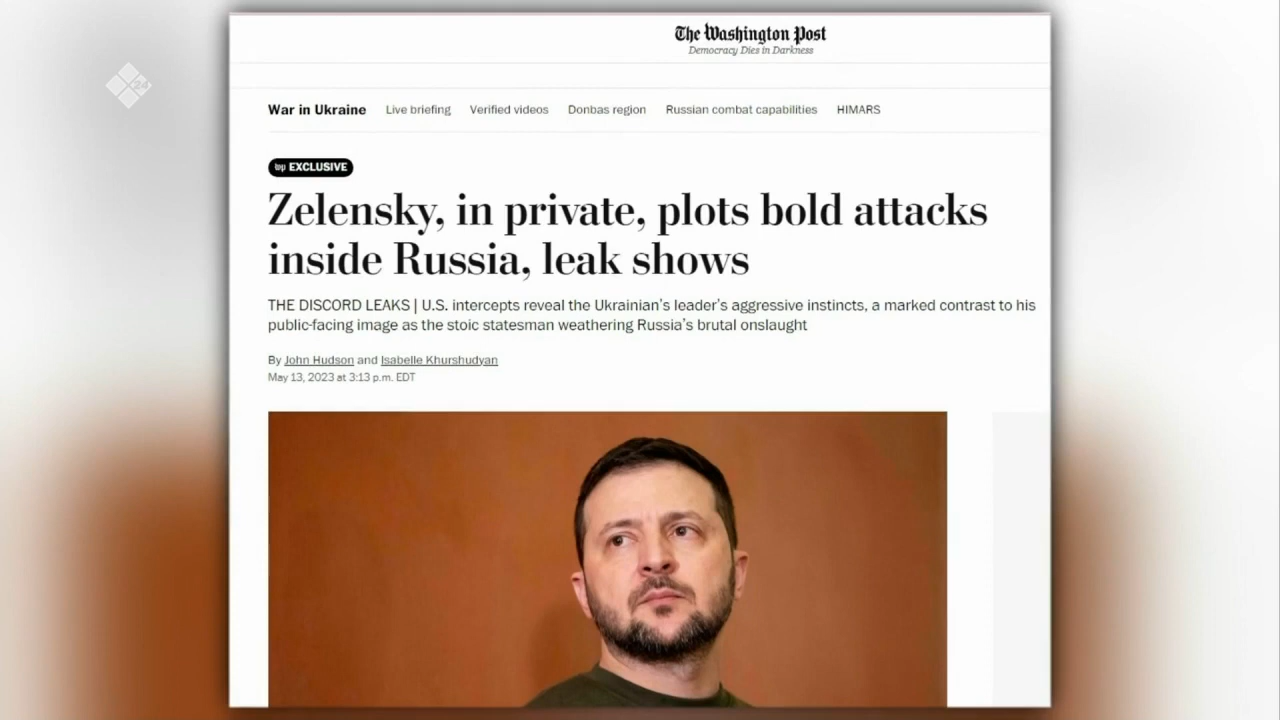 The Washington Post
Democracy Dies in Darkness
24
War in Ukraine Live briefing Verified videos Donbas region Russian combat capabilities HIMARS
wp EXCLUSIVE
Zelensky, in private, plots bold attacks
inside Russia, leak shows
THE DISCORD LEAKS | U.S. intercepts reveal the Ukrainian's leader's aggressive instincts, a marked contrast to his
public-facing image as the stoic statesman weathering Russia's brutal onslaught
By John Hudson and Isabelle Khurshudyan
May 13, 2023 at 3:13 p.m. EDT